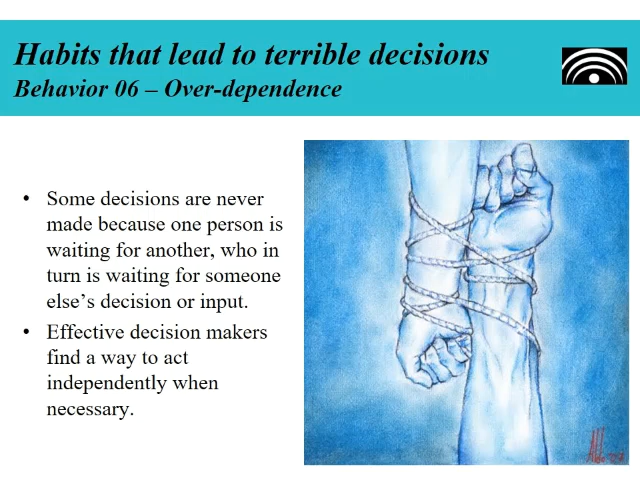 Habits that lead to terrible decisions
Behavior 06 – Over-dependence
• Some decisions are never
made because one person is
waiting for another, who in
turn is waiting for someone
else’s decision or input.
• Effective decision makers
find a way to act
independently when
necessary.